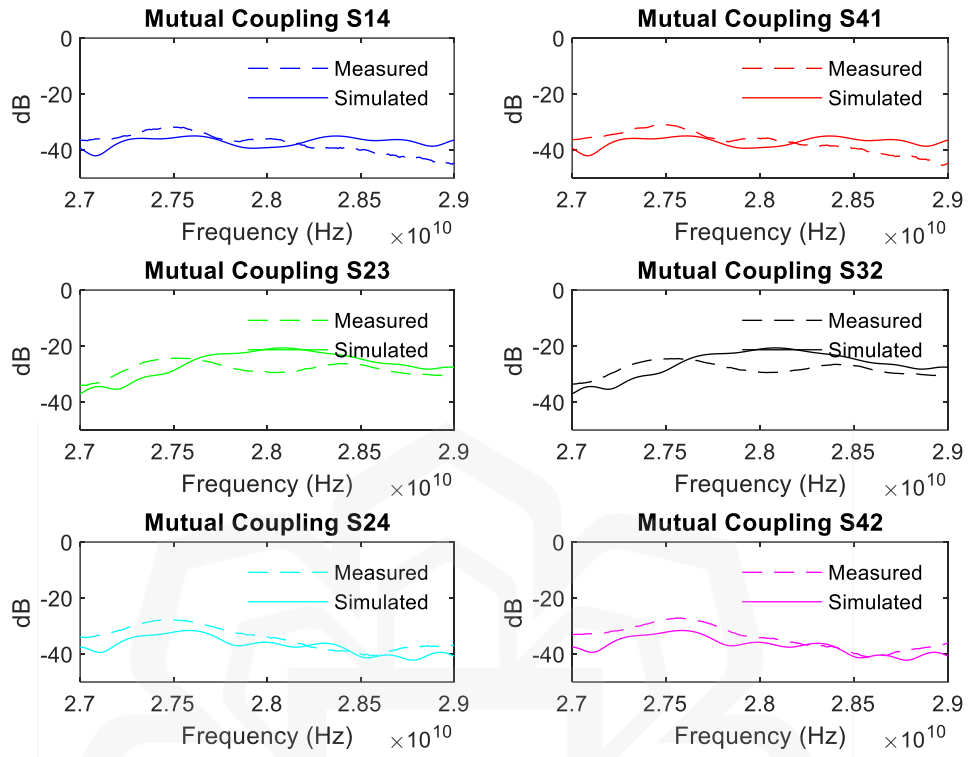 Mutual Coupling S14
Mutual Coupling S41
0
-20
-40
dB
Measured
Simulated
2.7
2.75
2.8
2.85
2.9
Frequency (Hz)
×10^10
0
-20
-40
dB
Measured
Simulated
2.7
2.75
2.8
2.85
2.9
Frequency (Hz)
×10^10
Mutual Coupling S23
Mutual Coupling S32
0
-20
-40
dB
Measured
Simulated
2.7
2.75
2.8
2.85
2.9
Frequency (Hz)
×10^10
0
-20
-40
dB
Measured
Simulated
2.7
2.75
2.8
2.85
2.9
Frequency (Hz)
×10^10
Mutual Coupling S24
Mutual Coupling S42
0
-20
-40
dB
Measured
Simulated
2.7
2.75
2.8
2.85
2.9
Frequency (Hz)
×10^10
0
-20
-40
dB
Measured
Simulated
2.7
2.75
2.8
2.85
2.9
Frequency (Hz)
×10^10